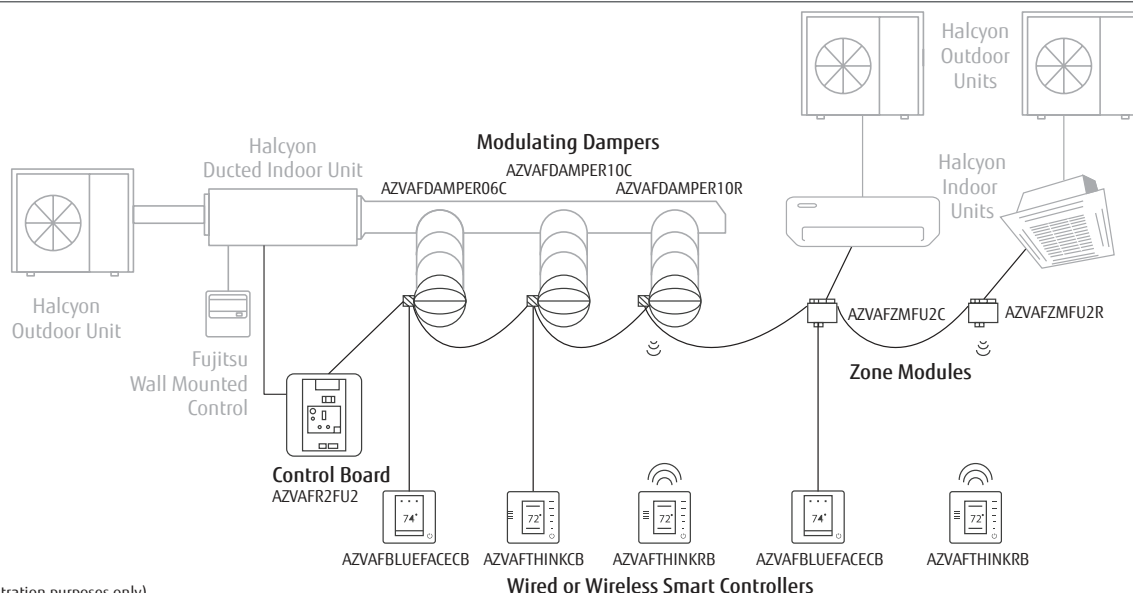 Halcyon
Outdoor
Units
Modulating Dampers
Halcyon
Ducted Indoor Unit
AZVAFDAMPER10C
AZVAFDAMPER06C
AZVAFDAMPER10R
Halcyon
Indoor
Units
Halcyon
Outdoor Unit
AZVAFZMFU2C
AZVAFZMFU2R
Fujitsu
Wall Mounted
Control
Zone Modules
Control Board
AZVAFR2FU2
74°
72°
72°
74°
72°
AZVAFBLUEFACECB
AZVAFTHINKCB
AZVAFTHINKRB
AZVAFBLUEFACECB
AZVAFTHINKRB
Wired or Wireless Smart Controllers
purposes only)